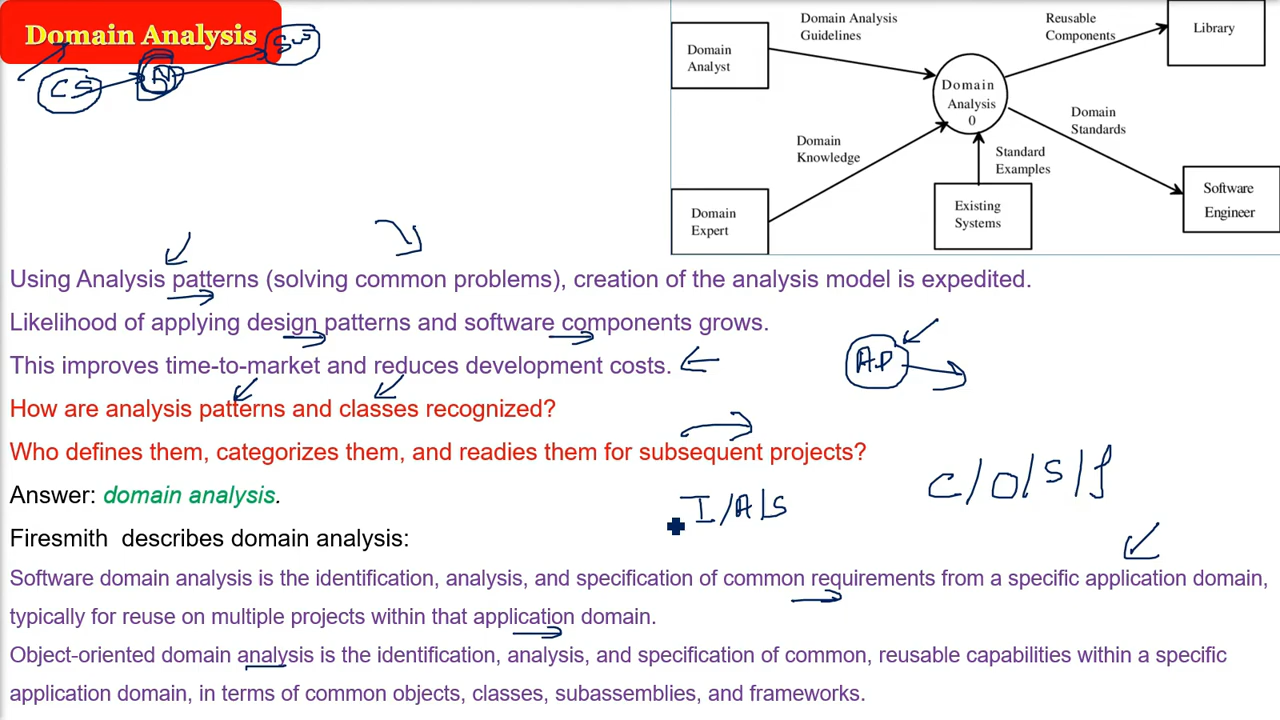 Domain Analysis
CS
N
Domain Analysis
Guidelines
Reusable
Components
Library
Domain
Analyst
Domain
Analysis
0
Domain
Standards
Domain
Knowledge
Standard
Examples
Software
Engineer
Domain
Expert
Existing
Systems
Using Analysis patterns (solving common problems), creation of the analysis model is expedited.
Likelihood of applying design patterns and software components grows.
This improves time-to-market and reduces development costs.
A.P
How are analysis patterns and classes recognized?
Who defines them, categorizes them, and readies them for subsequent projects?
C/O/S/f
Answer: domain analysis.
I/A/S
Firesmith describes domain analysis:
Software domain analysis is the identification, analysis, and specification of common requirements from a specific application domain,
typically for reuse on multiple projects within that application domain.
Object-oriented domain analysis is the identification, analysis, and specification of common, reusable capabilities within a specific
application domain, in terms of common objects, classes, subassemblies, and frameworks.